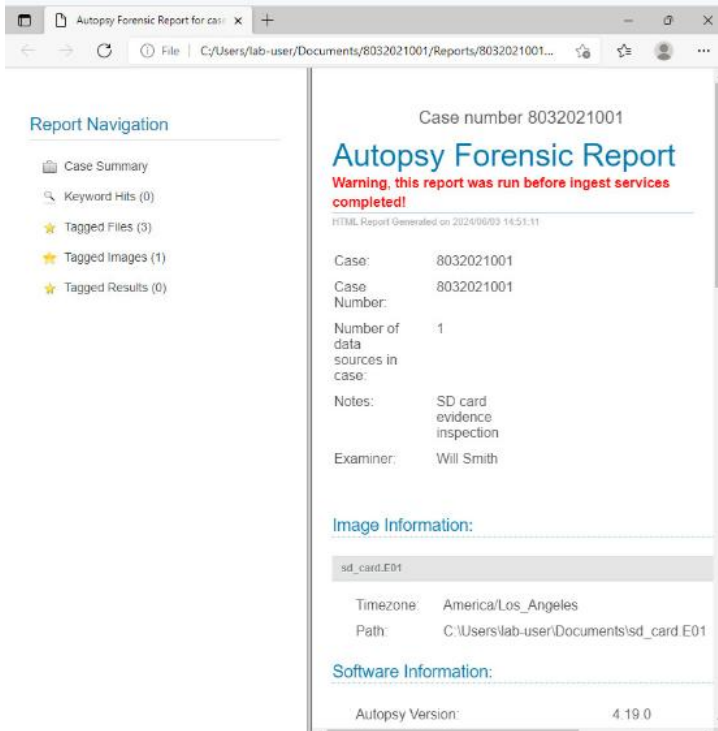 Autopsy Forensic Report for case
File | C:/Users/lab-user/Documents/8032021001/Reports/8032021001...
Report Navigation
Case Summary
Keyword Hits (0)
Tagged Files (3)
Tagged Images (1)
Tagged Results (0)
Case number 8032021001
Autopsy Forensic Report
Warning, this report was run before ingest services
completed!
HTML Report Generated on 2024/06/03 14:51:11
Case: 8032021001
Case 8032021001
Number:
Number of 1
data
sources in
case:
Notes: SD card
evidence
inspection
Examiner: Will Smith
Image Information:
sd_card.E01
Timezone: America/Los_Angeles
Path: C:\Users\lab-user\Documents\sd_card.E01
Software Information:
Autopsy Version: 4.19.0